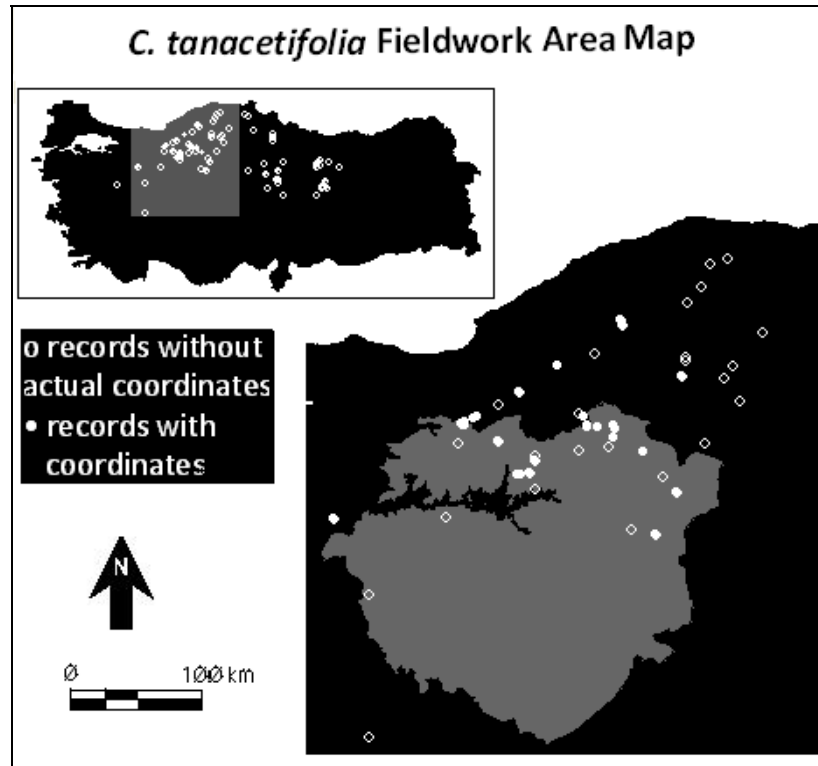 C. tanacetifolia Fieldwork Area Map
o records without
actual coordinates
• records with
coordinates
N
0 100 km